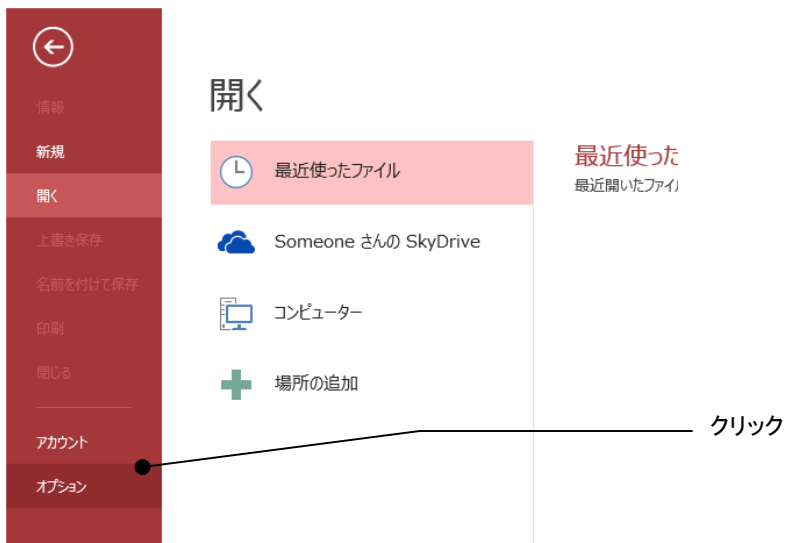 情報
新規
開く
上書き保存
名前を付けて保存
印刷
閉じる
アカウント
オプション
開く
最近使ったファイル
Someone さんの SkyDrive
コンピューター
場所の追加
最近使った
最近開いたファイ
クリック